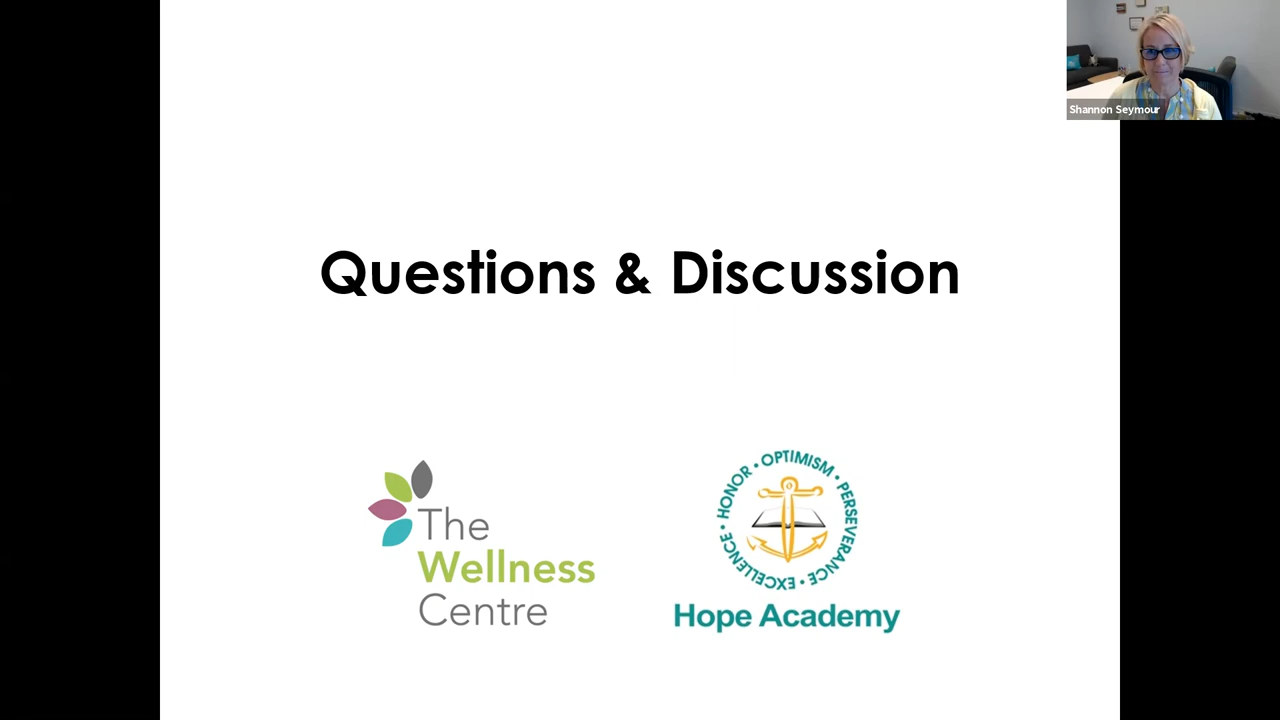 Shannon Seymour
Questions & Discussion
The
Wellness
Centre
HONOR • OPTIMISM • PERSEVERANCE • EXCELLENCE •
Hope Academy